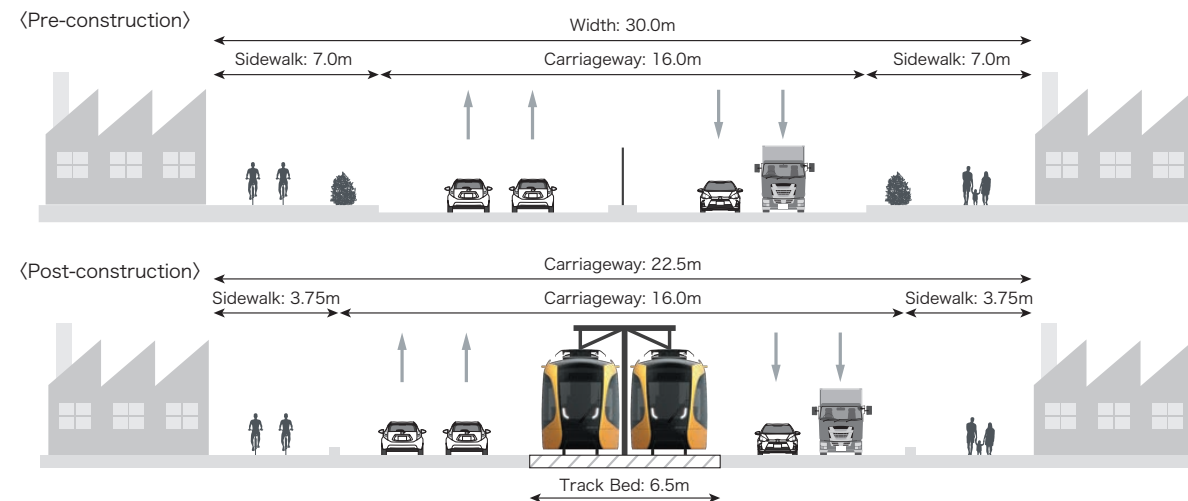 〈Pre-construction〉
Width: 30.0m
Sidewalk: 7.0m
Carriageway: 16.0m
Sidewalk: 7.0m
〈Post-construction〉
Carriageway: 22.5m
Sidewalk: 3.75m
Carriageway: 16.0m
Sidewalk: 3.75m
Track Bed: 6.5m